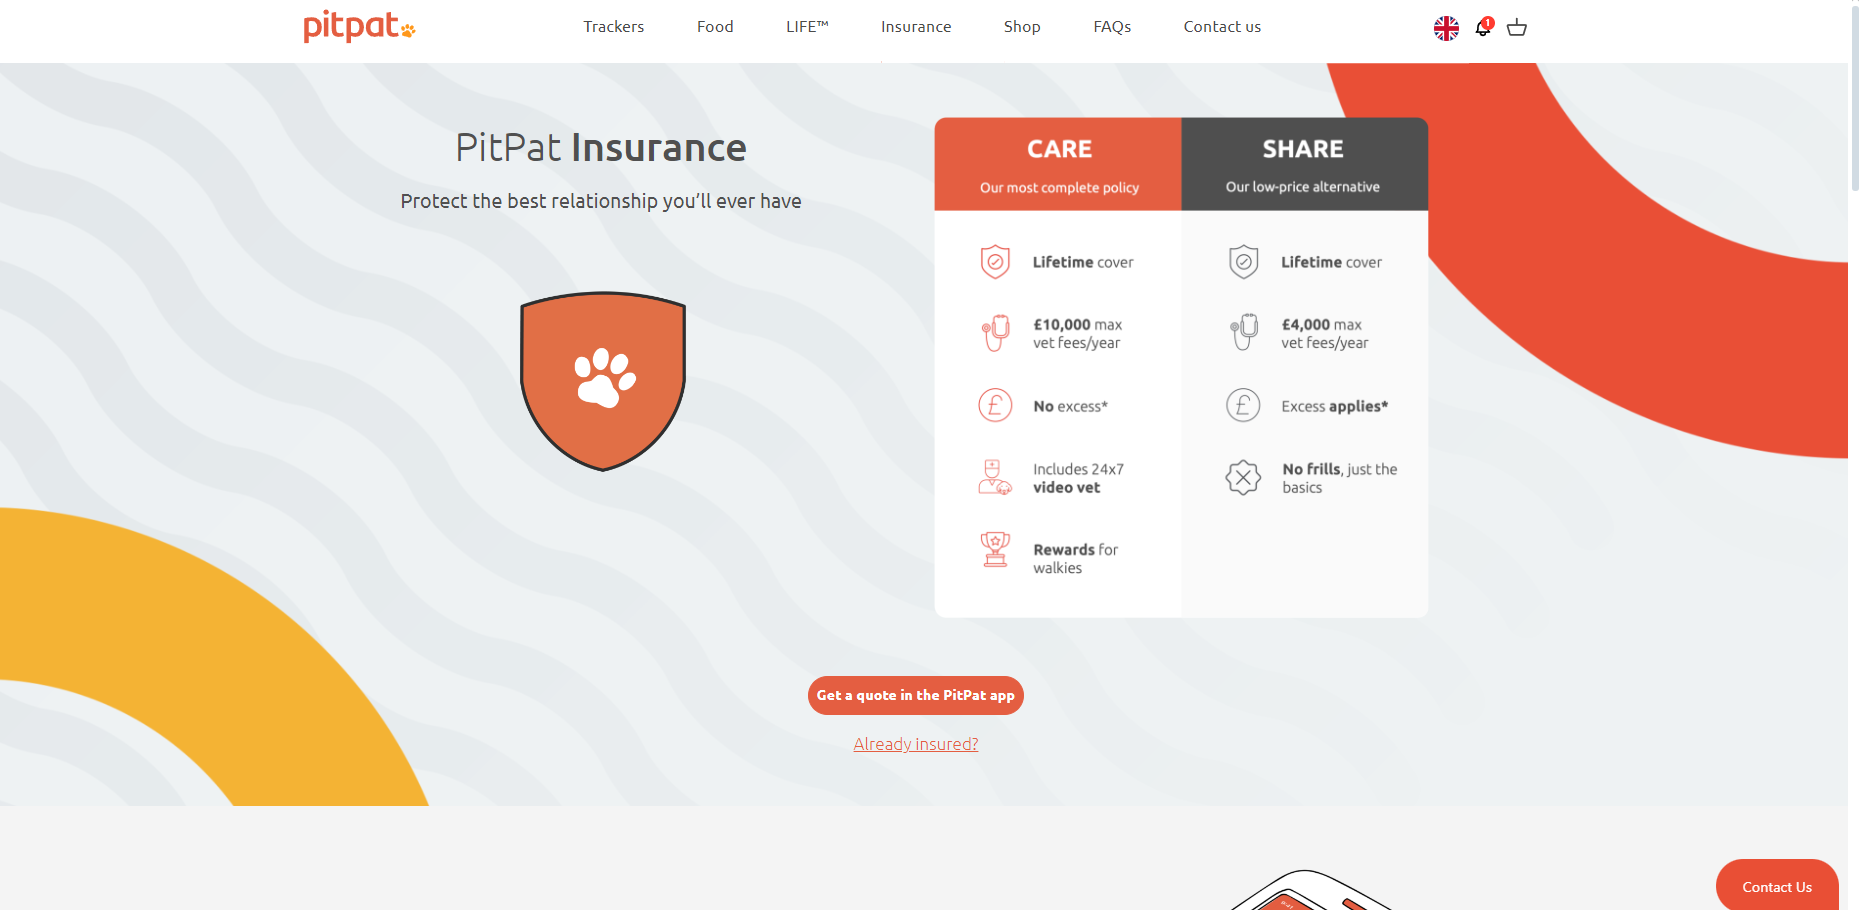 pitpat
Trackers
Food
LIFE™
Insurance
Shop
FAQs
Contact us
1
PitPat Insurance
Protect the best relationship you’ll ever have
CARE
Our most complete policy
Lifetime cover
£10,000 max
vet fees/year
No excess*
Includes 24x7
video vet
Rewards for
walkies
SHARE
Our low-price alternative
Lifetime cover
£4,000 max
vet fees/year
Excess applies*
No frills, just the
basics
Get a quote in the PitPat app
Already insured?
Contact Us